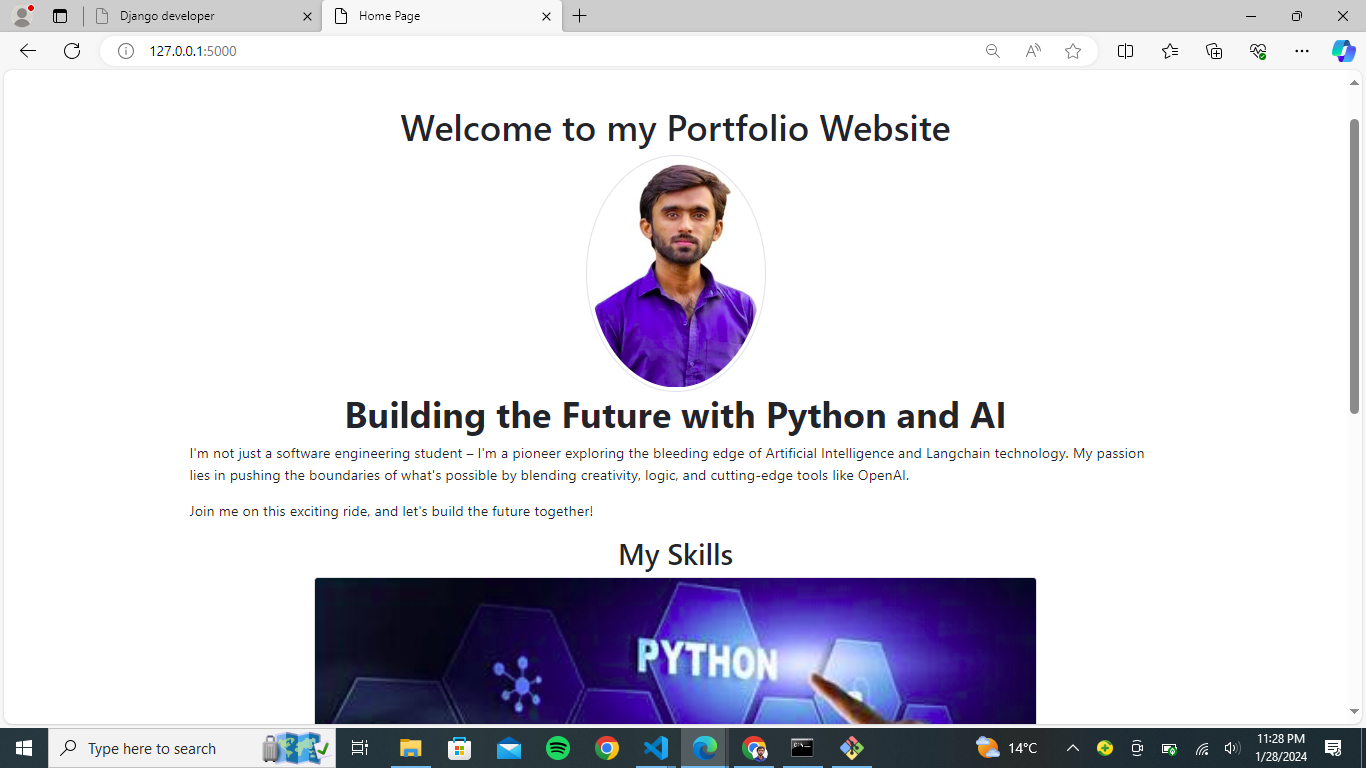 Django developer
Home Page
127.0.0.1:5000
Welcome to my Portfolio Website
Building the Future with Python and AI
I'm not just a software engineering student – I'm a pioneer exploring the bleeding edge of Artificial Intelligence and Langchain technology. My passion
lies in pushing the boundaries of what's possible by blending creativity, logic, and cutting-edge tools like OpenAI.
Join me on this exciting ride, and let's build the future together!
My Skills
PYTHON
Type here to search
14°C
11:28 PM
1/28/2024